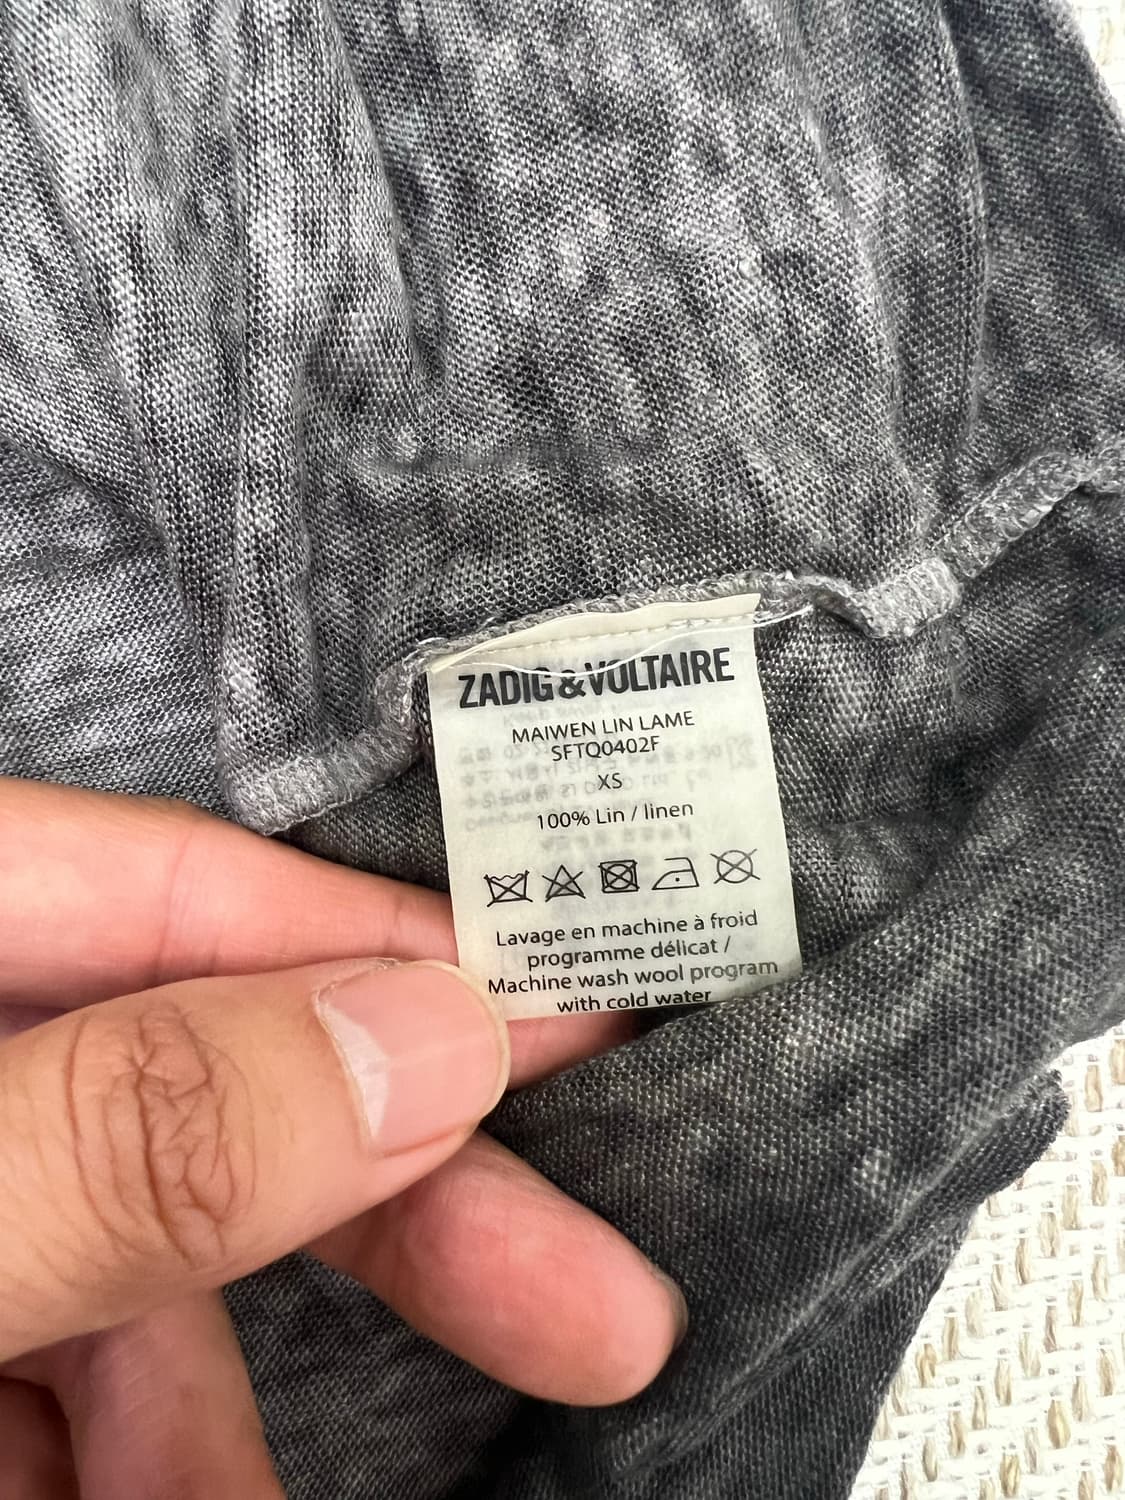 ZADIG & VOLTAIRE
MAIWEN LIN LAME
SFTQ0402F
XS
100% Lin / linen
Lavage en machine à froid
programme délicat /
Machine wash wool program
with cold water